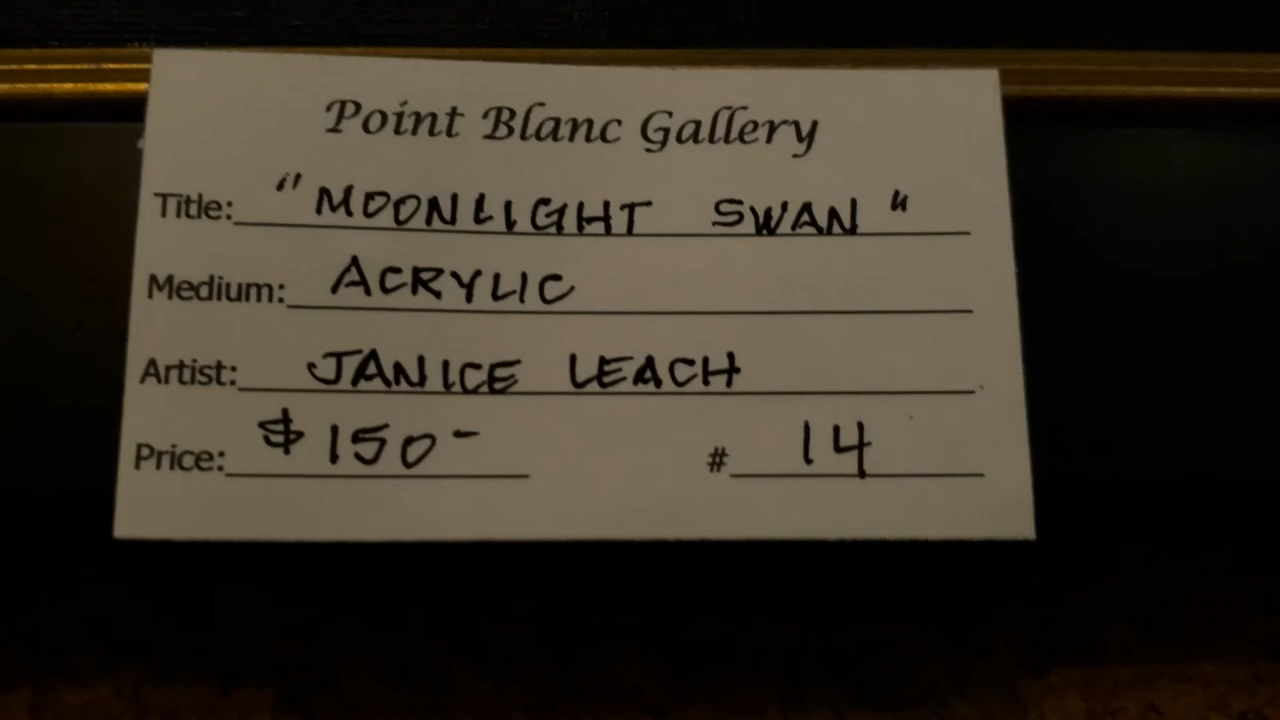 Point Blanc Gallery
Title: "MOONLIGHT SWAN"
Medium: ACRYLIC
Artist: JANICE LEACH
Price: $150- # 14